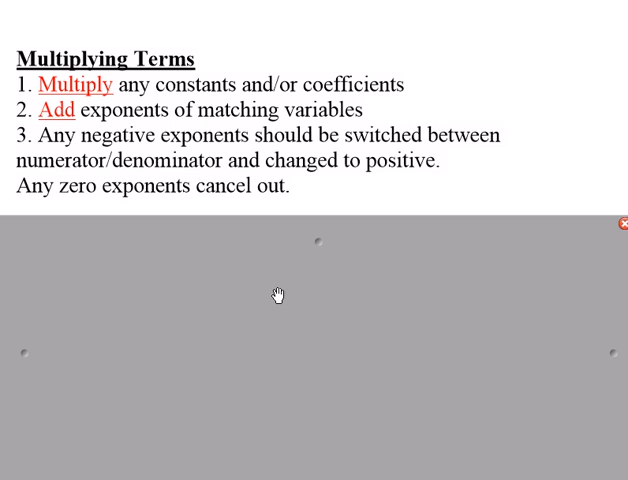 Multiplying Terms
1. Multiply any constants and/or coefficients
2. Add exponents of matching variables
3. Any negative exponents should be switched between
numerator/denominator and changed to positive.
Any zero exponents cancel out.